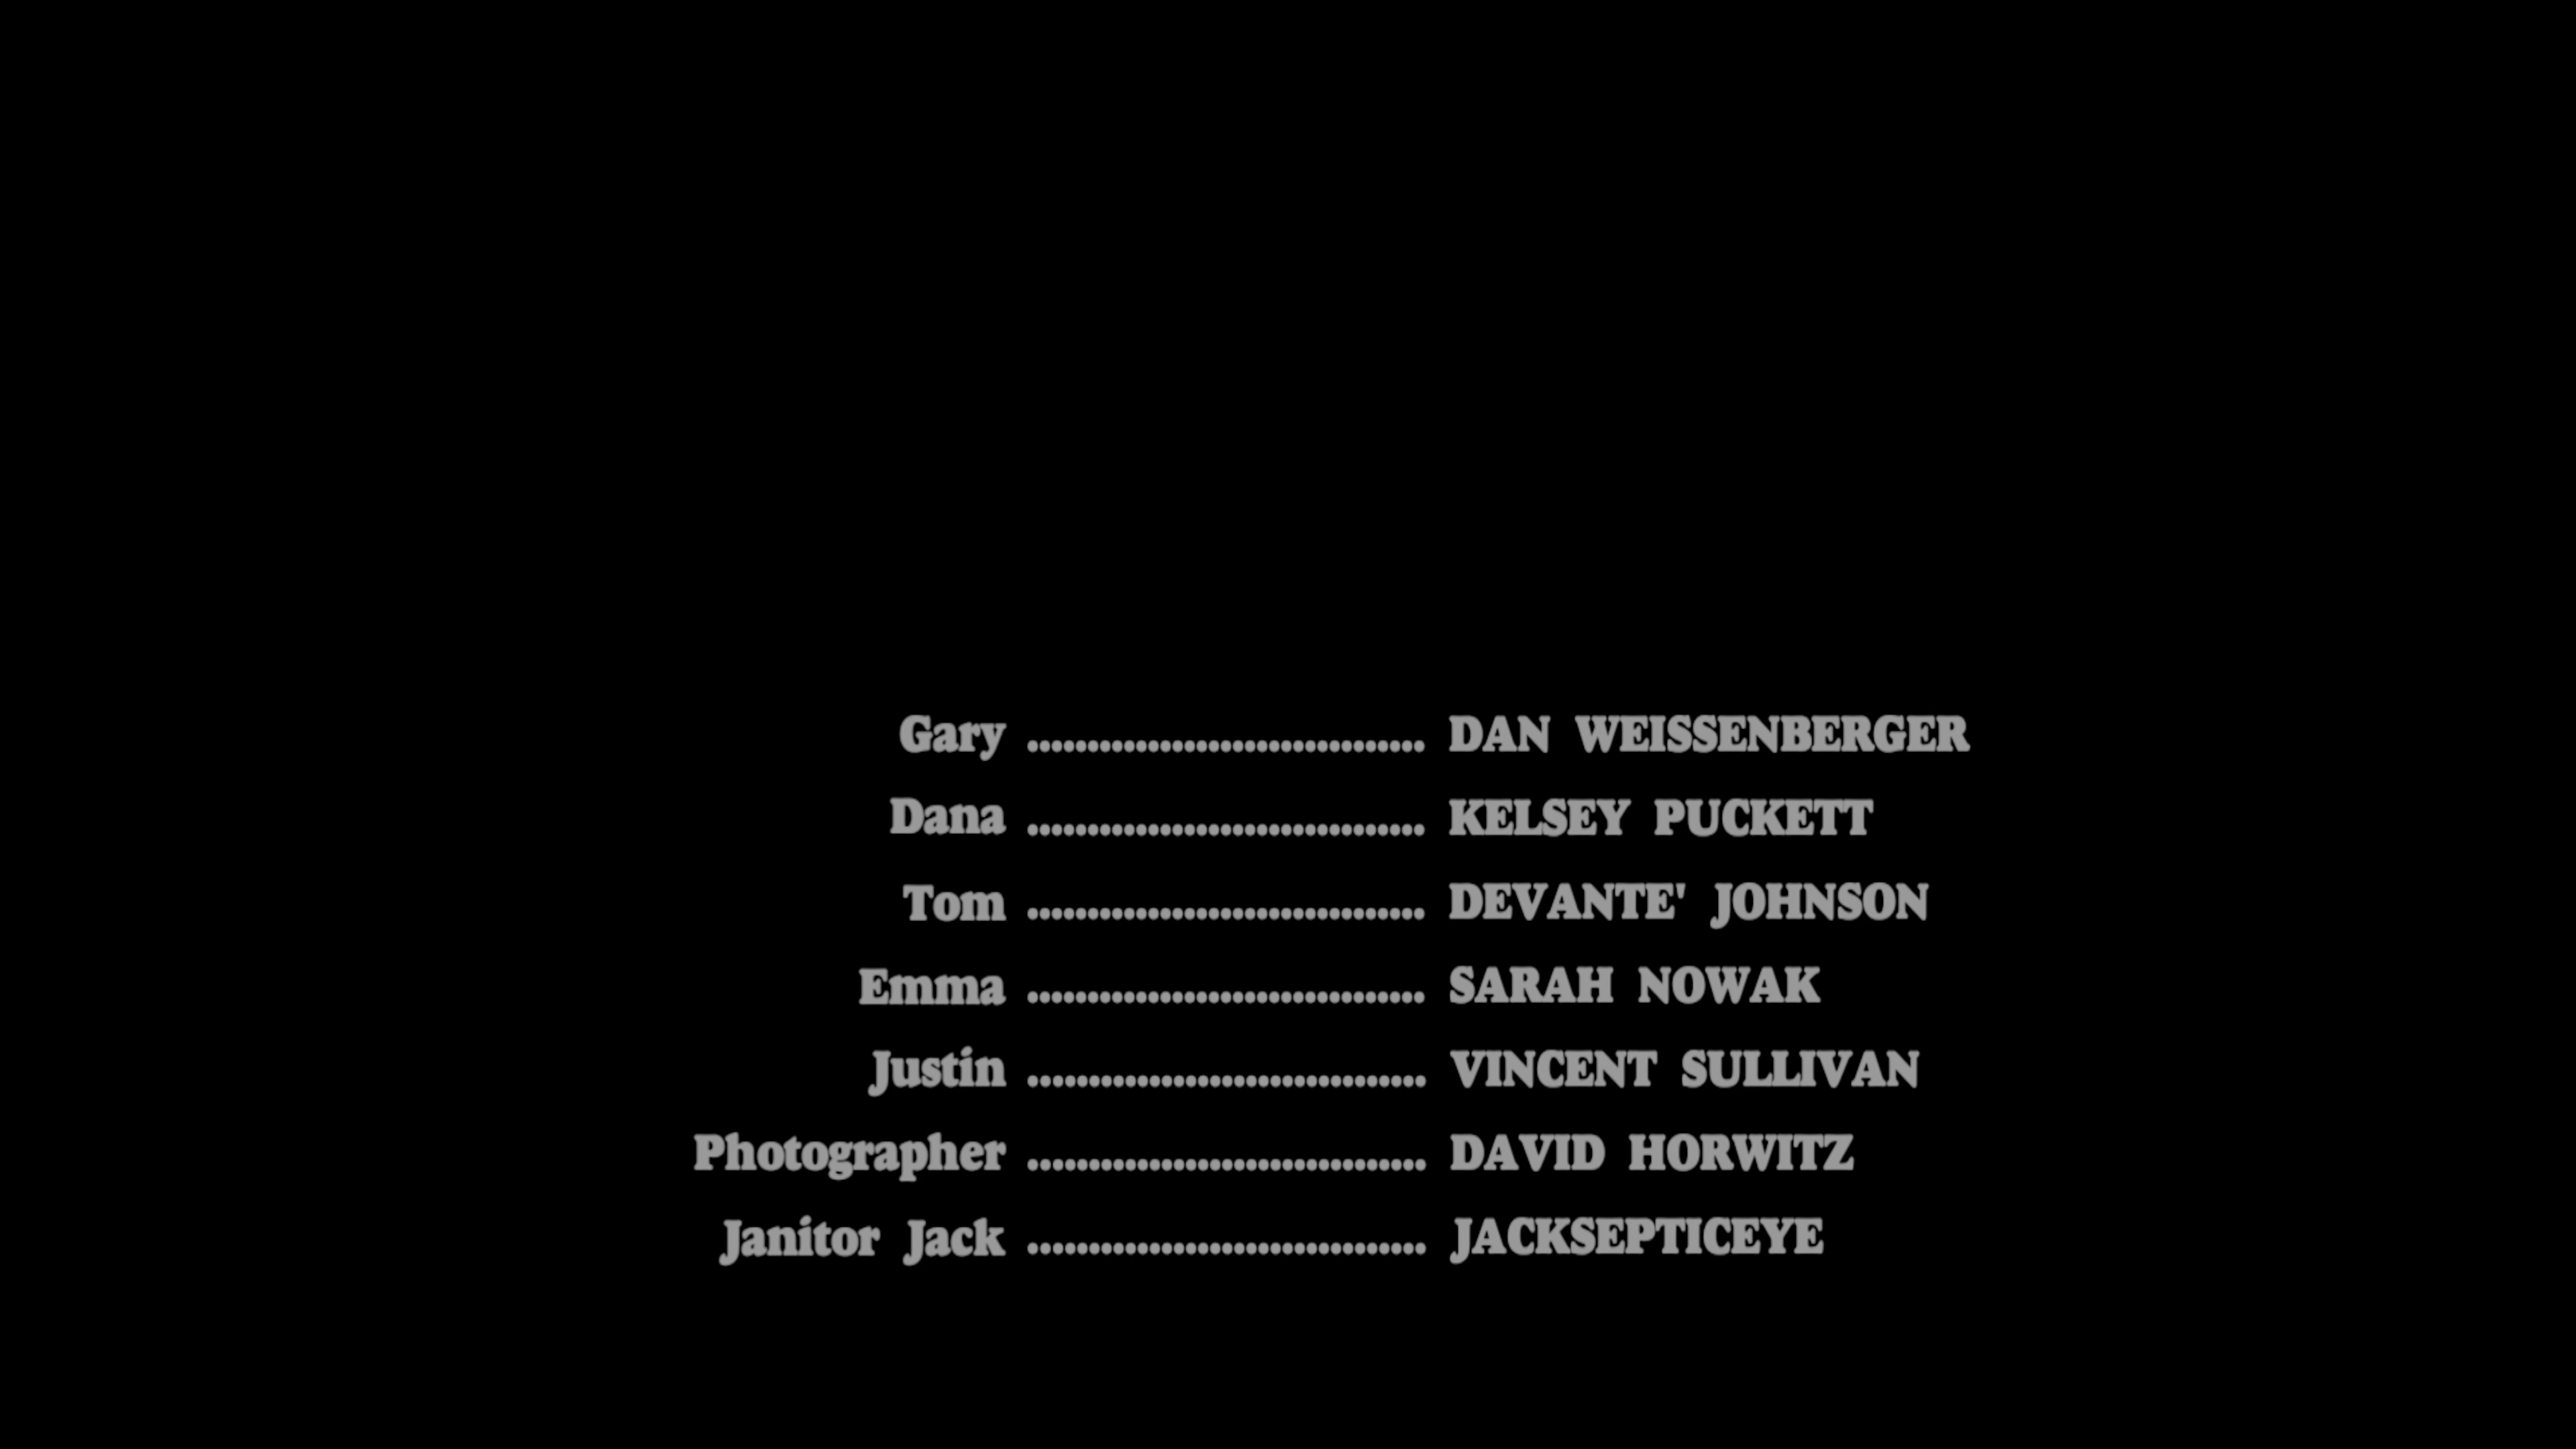 Gary ................................. DAN WEISSENBERGER
Dana ................................. KELSEY PUCKETT
Tom ................................. DEVANTE' JOHNSON
Emma ................................. SARAH NOWAK
Justin ................................. VINCENT SULLIVAN
Photographer ................................. DAVID HORWITZ
Janitor Jack ................................. JACKSEPTICEYE